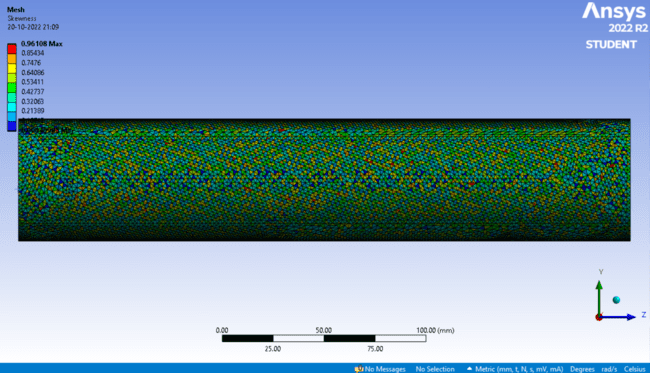 Mesh
Skewness
20-10-2022 21:09
0.96108 Max
0.85434
0.7476
0.64086
0.53411
0.42737
0.32063
0.21389
Ansys
2022 R2
STUDENT
Y
Z
0.00
50.00
100.00 (mm)
25.00
75.00
No Messages
No Selection
Metric (mm, t, N, s, mV, mA)
Degrees
rad/s
Celsius